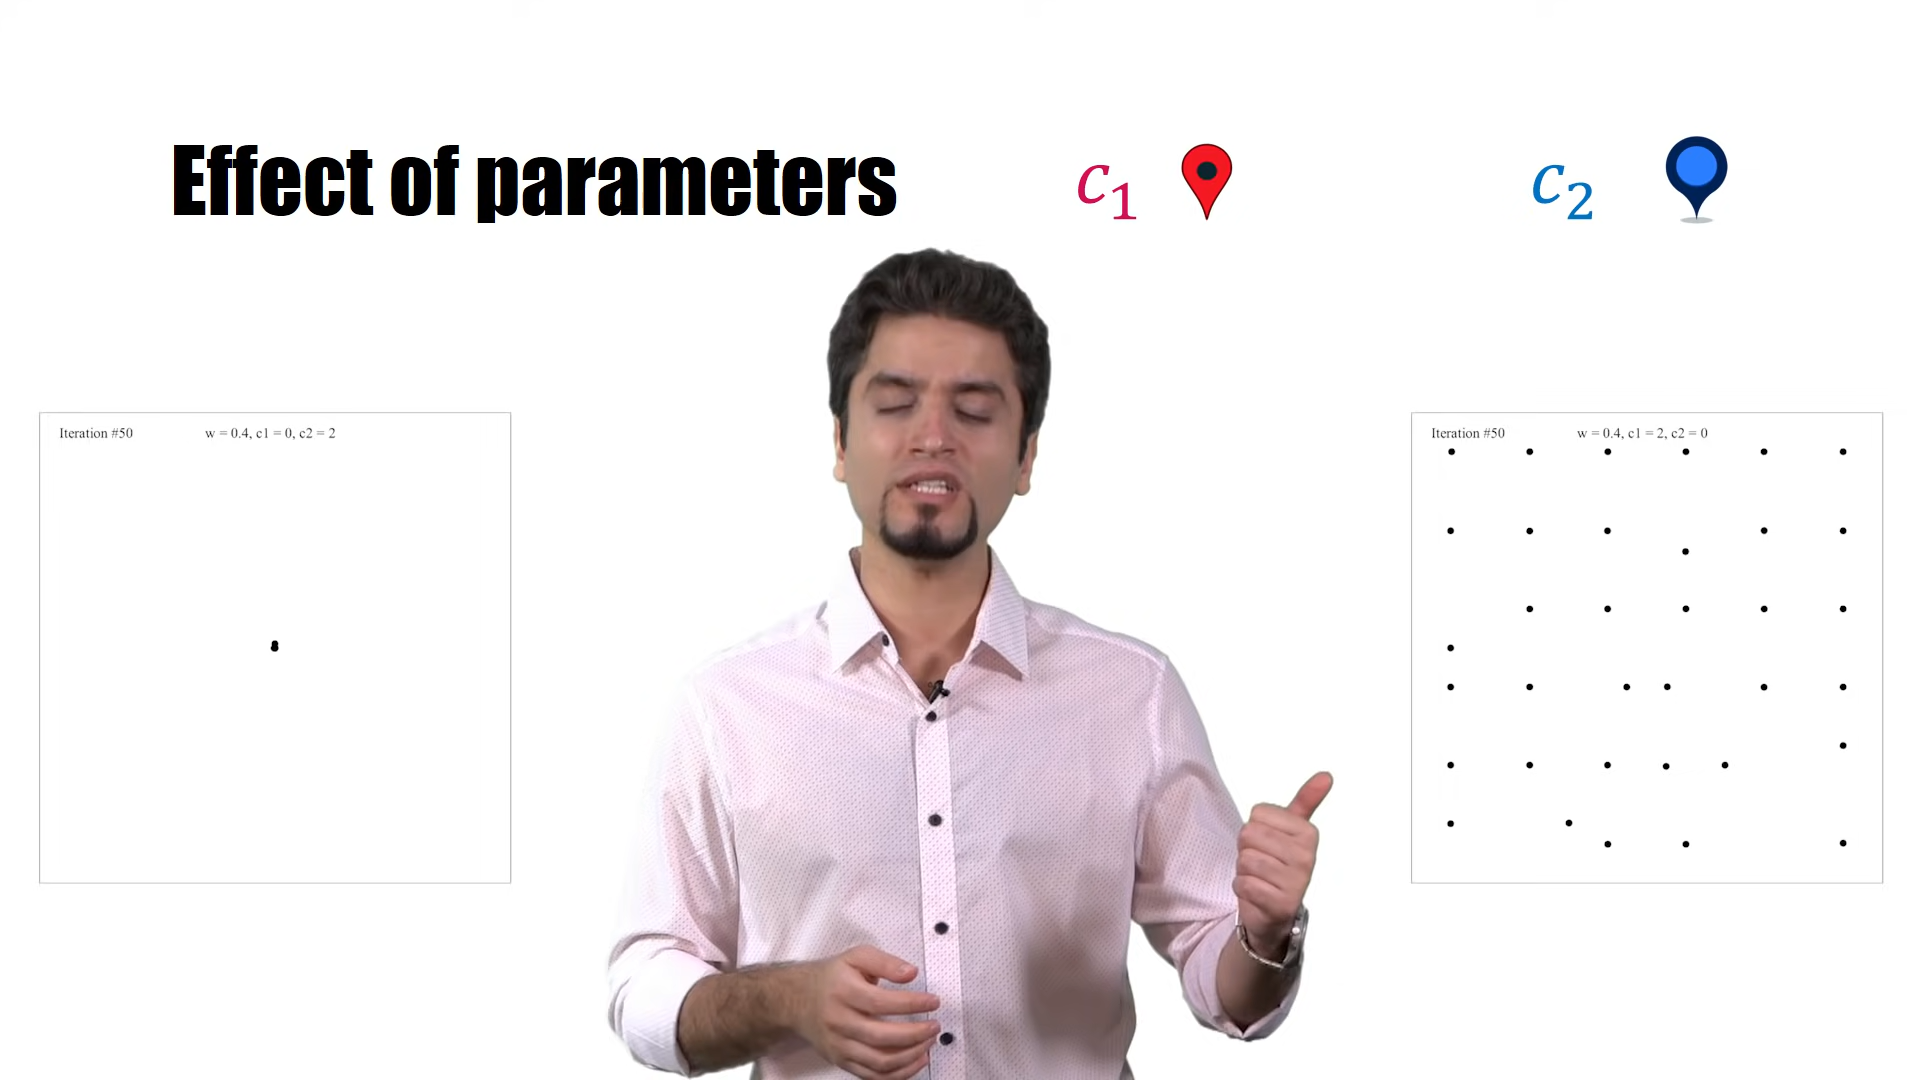 Effect of parameters
c₁
c₂
Iteration #50 w = 0.4, c1 = 0, c2 = 2
Iteration #50 w = 0.4, c1 = 2, c2 = 0